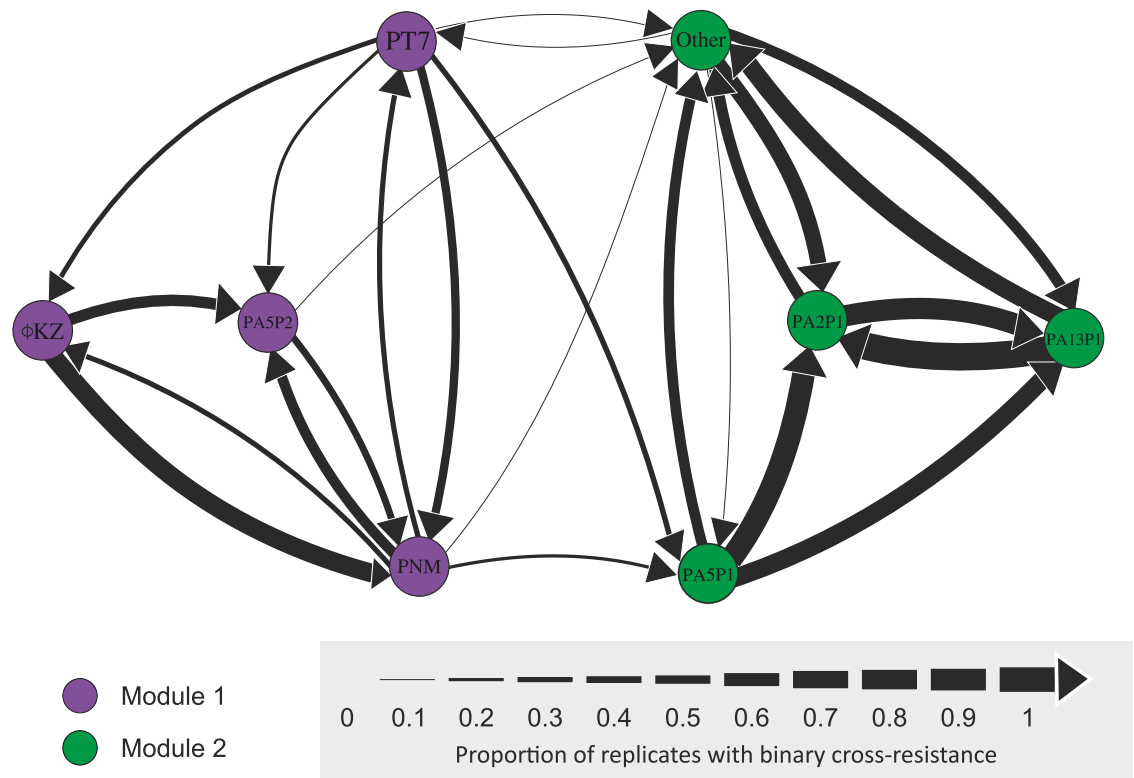 PT7
Other
ϕKZ
PA5P2
PA2P1
PA13P1
PNM
PA5P1
Module 1
Module 2
0 0.1 0.2 0.3 0.4 0.5 0.6 0.7 0.8 0.9 1
Proportion of replicates with binary cross-resistance